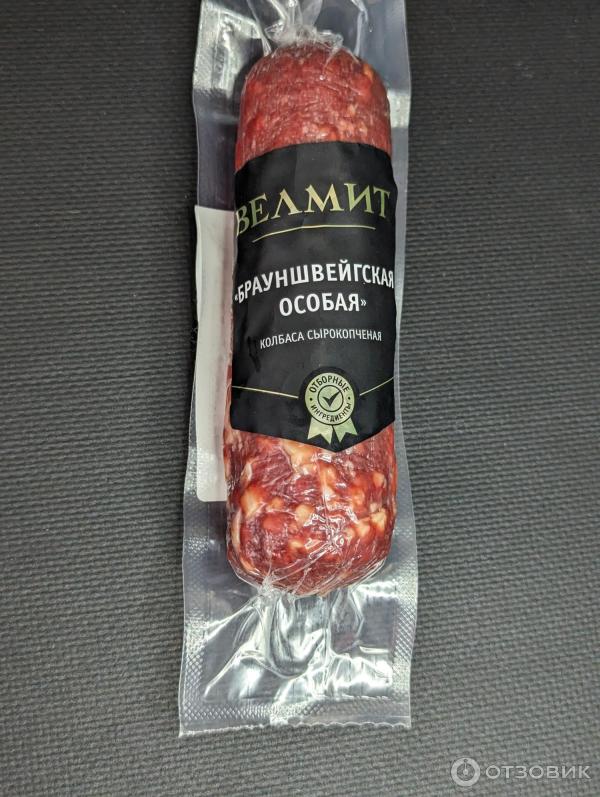 ВЕЛМИТ
«БРАУНШВЕЙГСКАЯ
ОСОБАЯ»
КОЛБАСА СЫРОКОПЧЕНАЯ
ОТБОРНЫЕ
ИНГРЕДИЕНТЫ
ОТЗОВИК